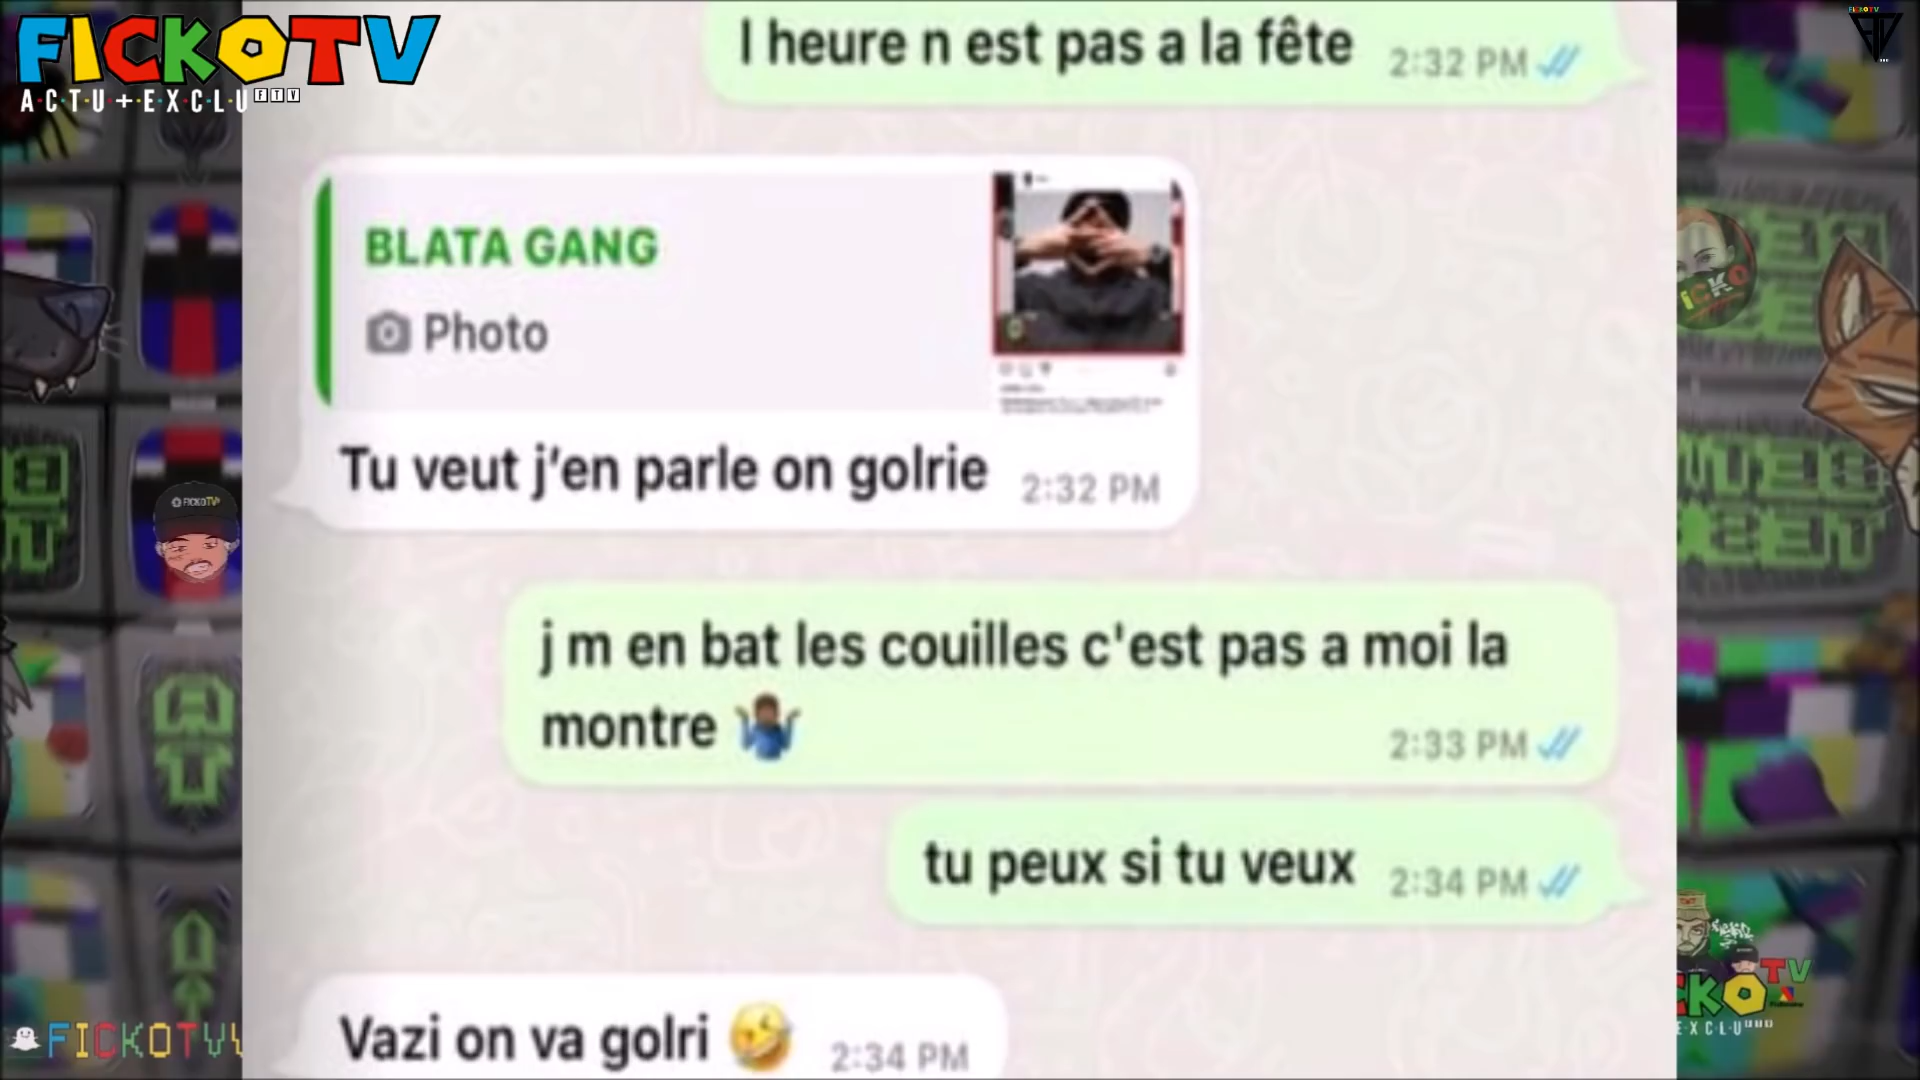 FICKOTV
A·C·T·U·+·E·X·C·L·U FTV
l heure n est pas a la fête 2:32 PM
BLATA GANG
Photo
Tu veut j'en parle on golrie 2:32 PM
j m en bat les couilles c'est pas a moi la
montre 2:33 PM
tu peux si tu veux 2:34 PM
Vazi on va golri 2:34 PM
FICKOTV